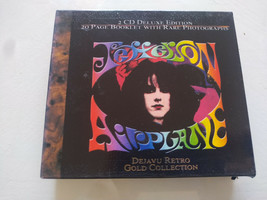 2 CD Deluxe Edition
20 Page Booklet with Rare Photographs
JEFFERSON
AIRPLANE
Dejavu Retro
Gold Collection